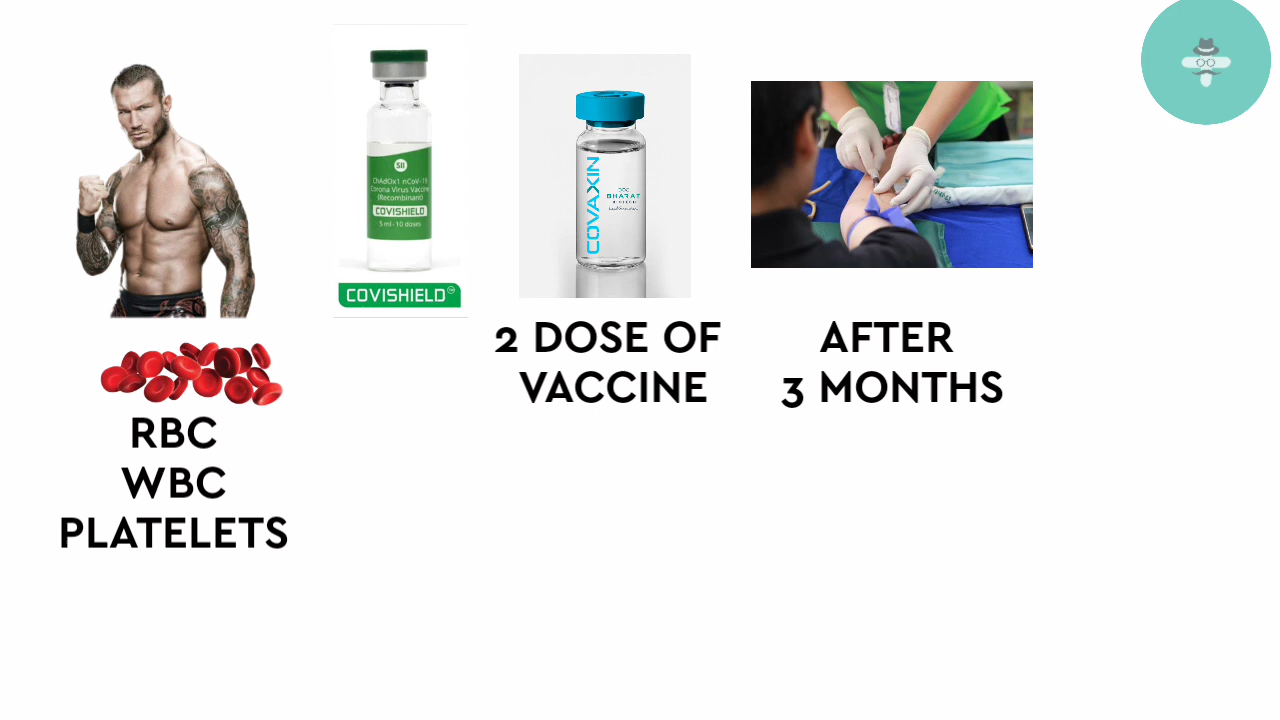 SII
ChAdOx1 nCoV-19
Corona Virus Vaccine
(Recombinant)
COVISHIELD
5 ml-10 doses
COVISHIELD
COVAXIN
BHARAT
BIOTECH
2 DOSE OF
VACCINE
AFTER
3 MONTHS
RBC
WBC
PLATELETS